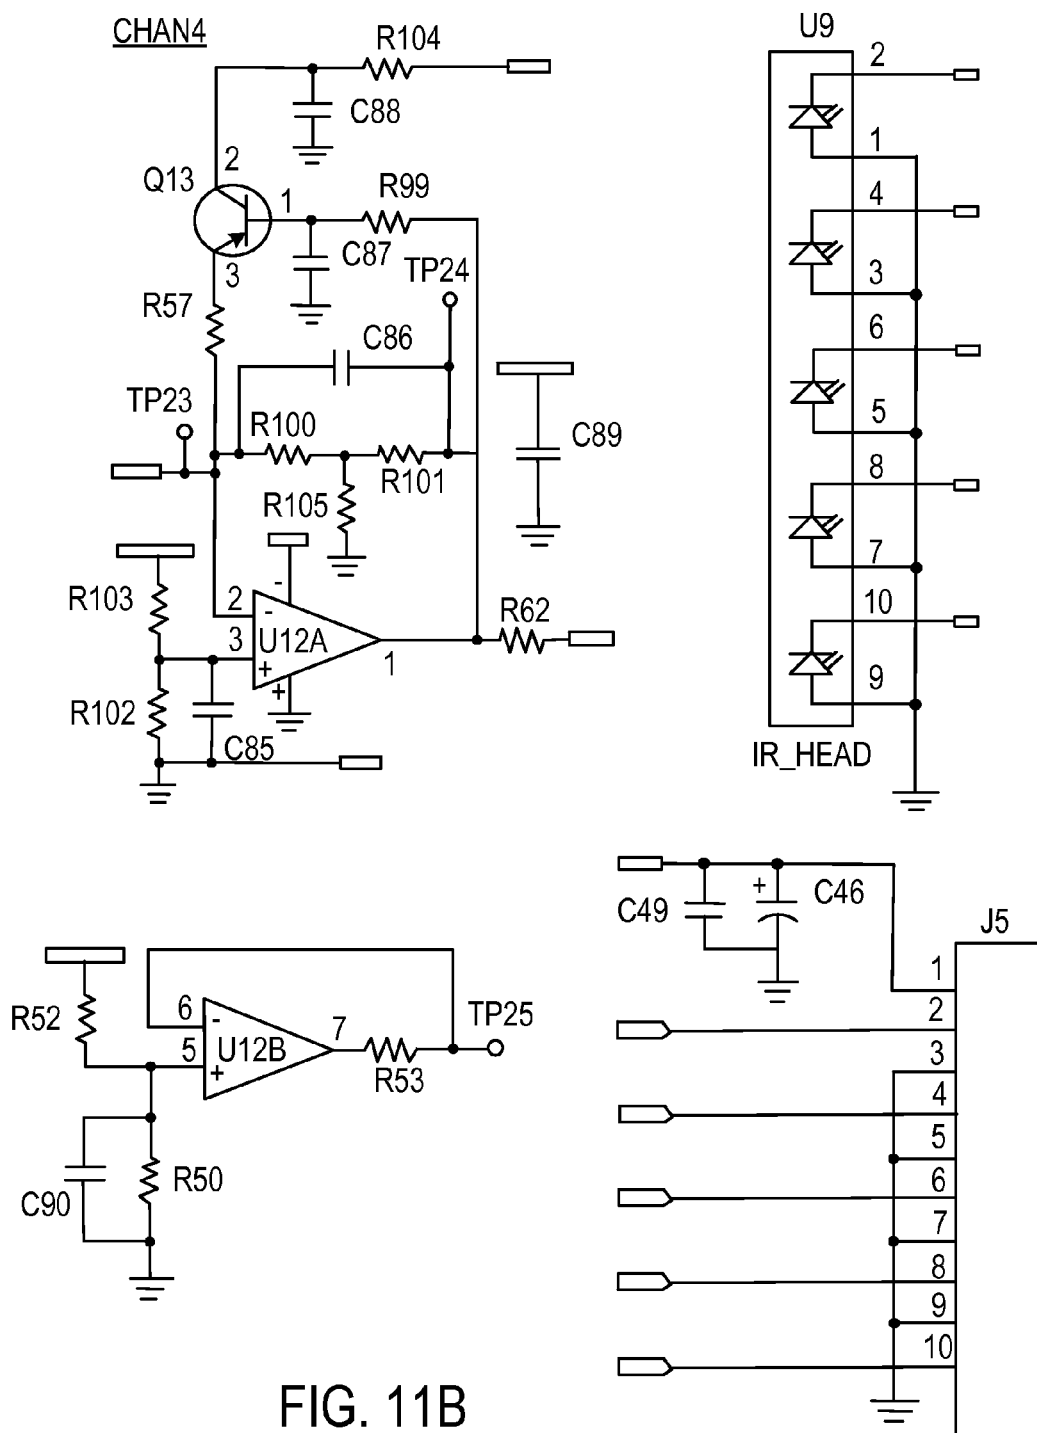 CHAN4
R104
C88
2
Q13
1
R99
C87
3
TP24
R57
C86
TP23
R100
R101
R105
C89
R103
-
2
-
3
U12A
+
+
1
R62
R102
C85
U9
2
1
4
3
6
5
8
7
10
9
IR_HEAD
R52
6
-
U12B
5
+
7
TP25
R53
C90
R50
C49
+
C46
J5
1
2
3
4
5
6
7
8
9
10
FIG. 11B